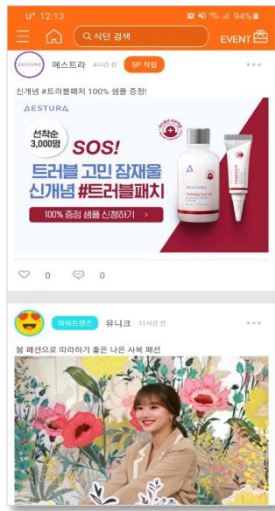 U⁺ 12:13 94%
식단 검색 EVENT
AESTURA 에스트라 4시간 전 SP 적립
신개념 #트러블패치 100% 샘플 증정!
AESTURA
선착순
3,000명
SOS!
트러블 고민 잠재울
신개념 #트러블패치
100% 증정 샘플 신청하기 >
AESTURA
0 0
유니크 11시간 전
봄 패션으로 따라하기 좋은 나은 사복 패션